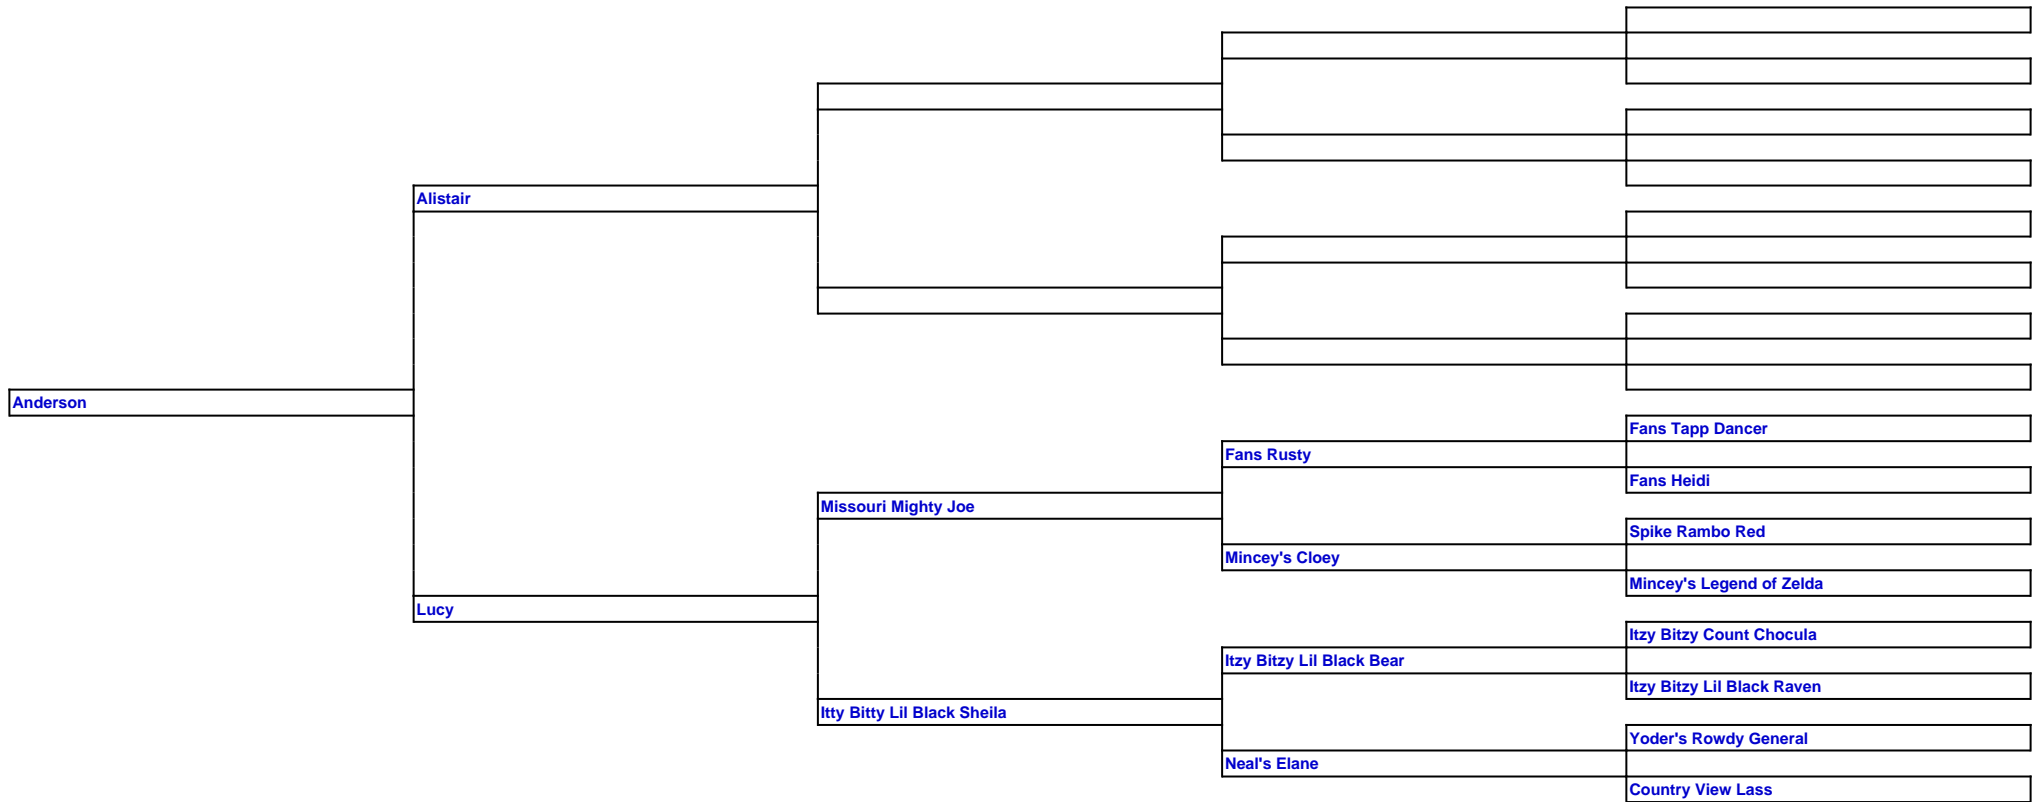 Alistair
Anderson
Fans Tapp Dancer
Fans Rusty
Fans Heidi
Missouri Mighty Joe
Spike Rambo Red
Mincey's Cloey
Mincey's Legend of Zelda
Lucy
Itzy Bitzy Count Chocula
Itzy Bitzy Lil Black Bear
Itzy Bitzy Lil Black Raven
Itty Bitty Lil Black Sheila
Yoder's Rowdy General
Neal's Elane
Country View Lass